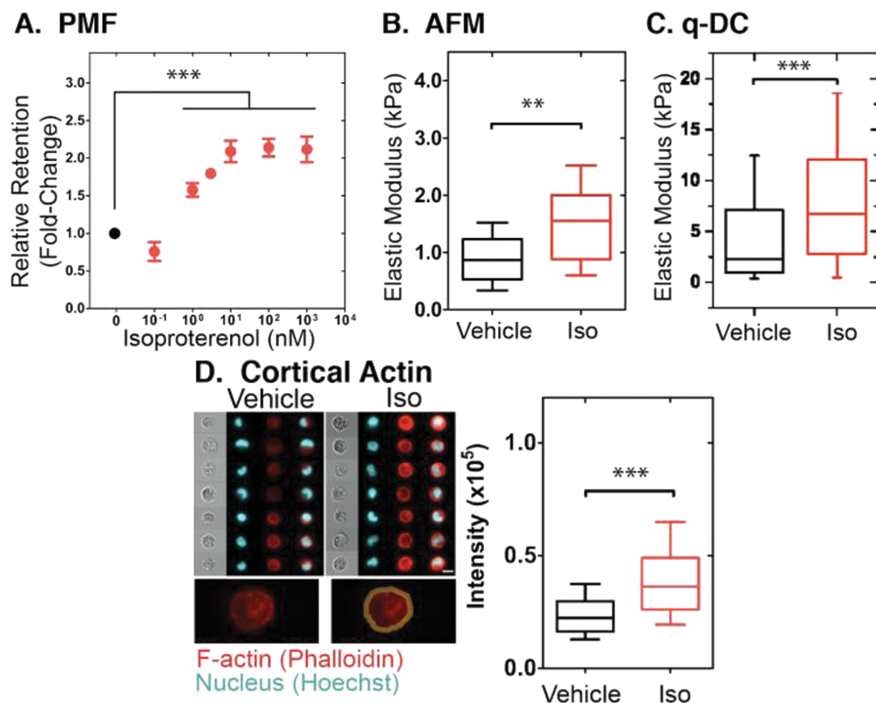 A. PMF
***
3.0
2.5
2.0
1.5
1.0
0.5
0.0
Relative Retention
(Fold-Change)
0 10⁻¹ 10⁰ 10¹ 10² 10³ 10⁴
Isoproterenol (nM)
B. AFM
**
4.0
3.0
2.0
1.0
0.0
Elastic Modulus (kPa)
Vehicle Iso
C. q-DC
***
20
15
10
5
0
Elastic Modulus (kPa)
Vehicle Iso
D. Cortical Actin
Vehicle Iso
F-actin (Phalloidin)
Nucleus (Hoechst)
***
1.0
0.5
0.0
Intensity (x10⁵)
Vehicle Iso